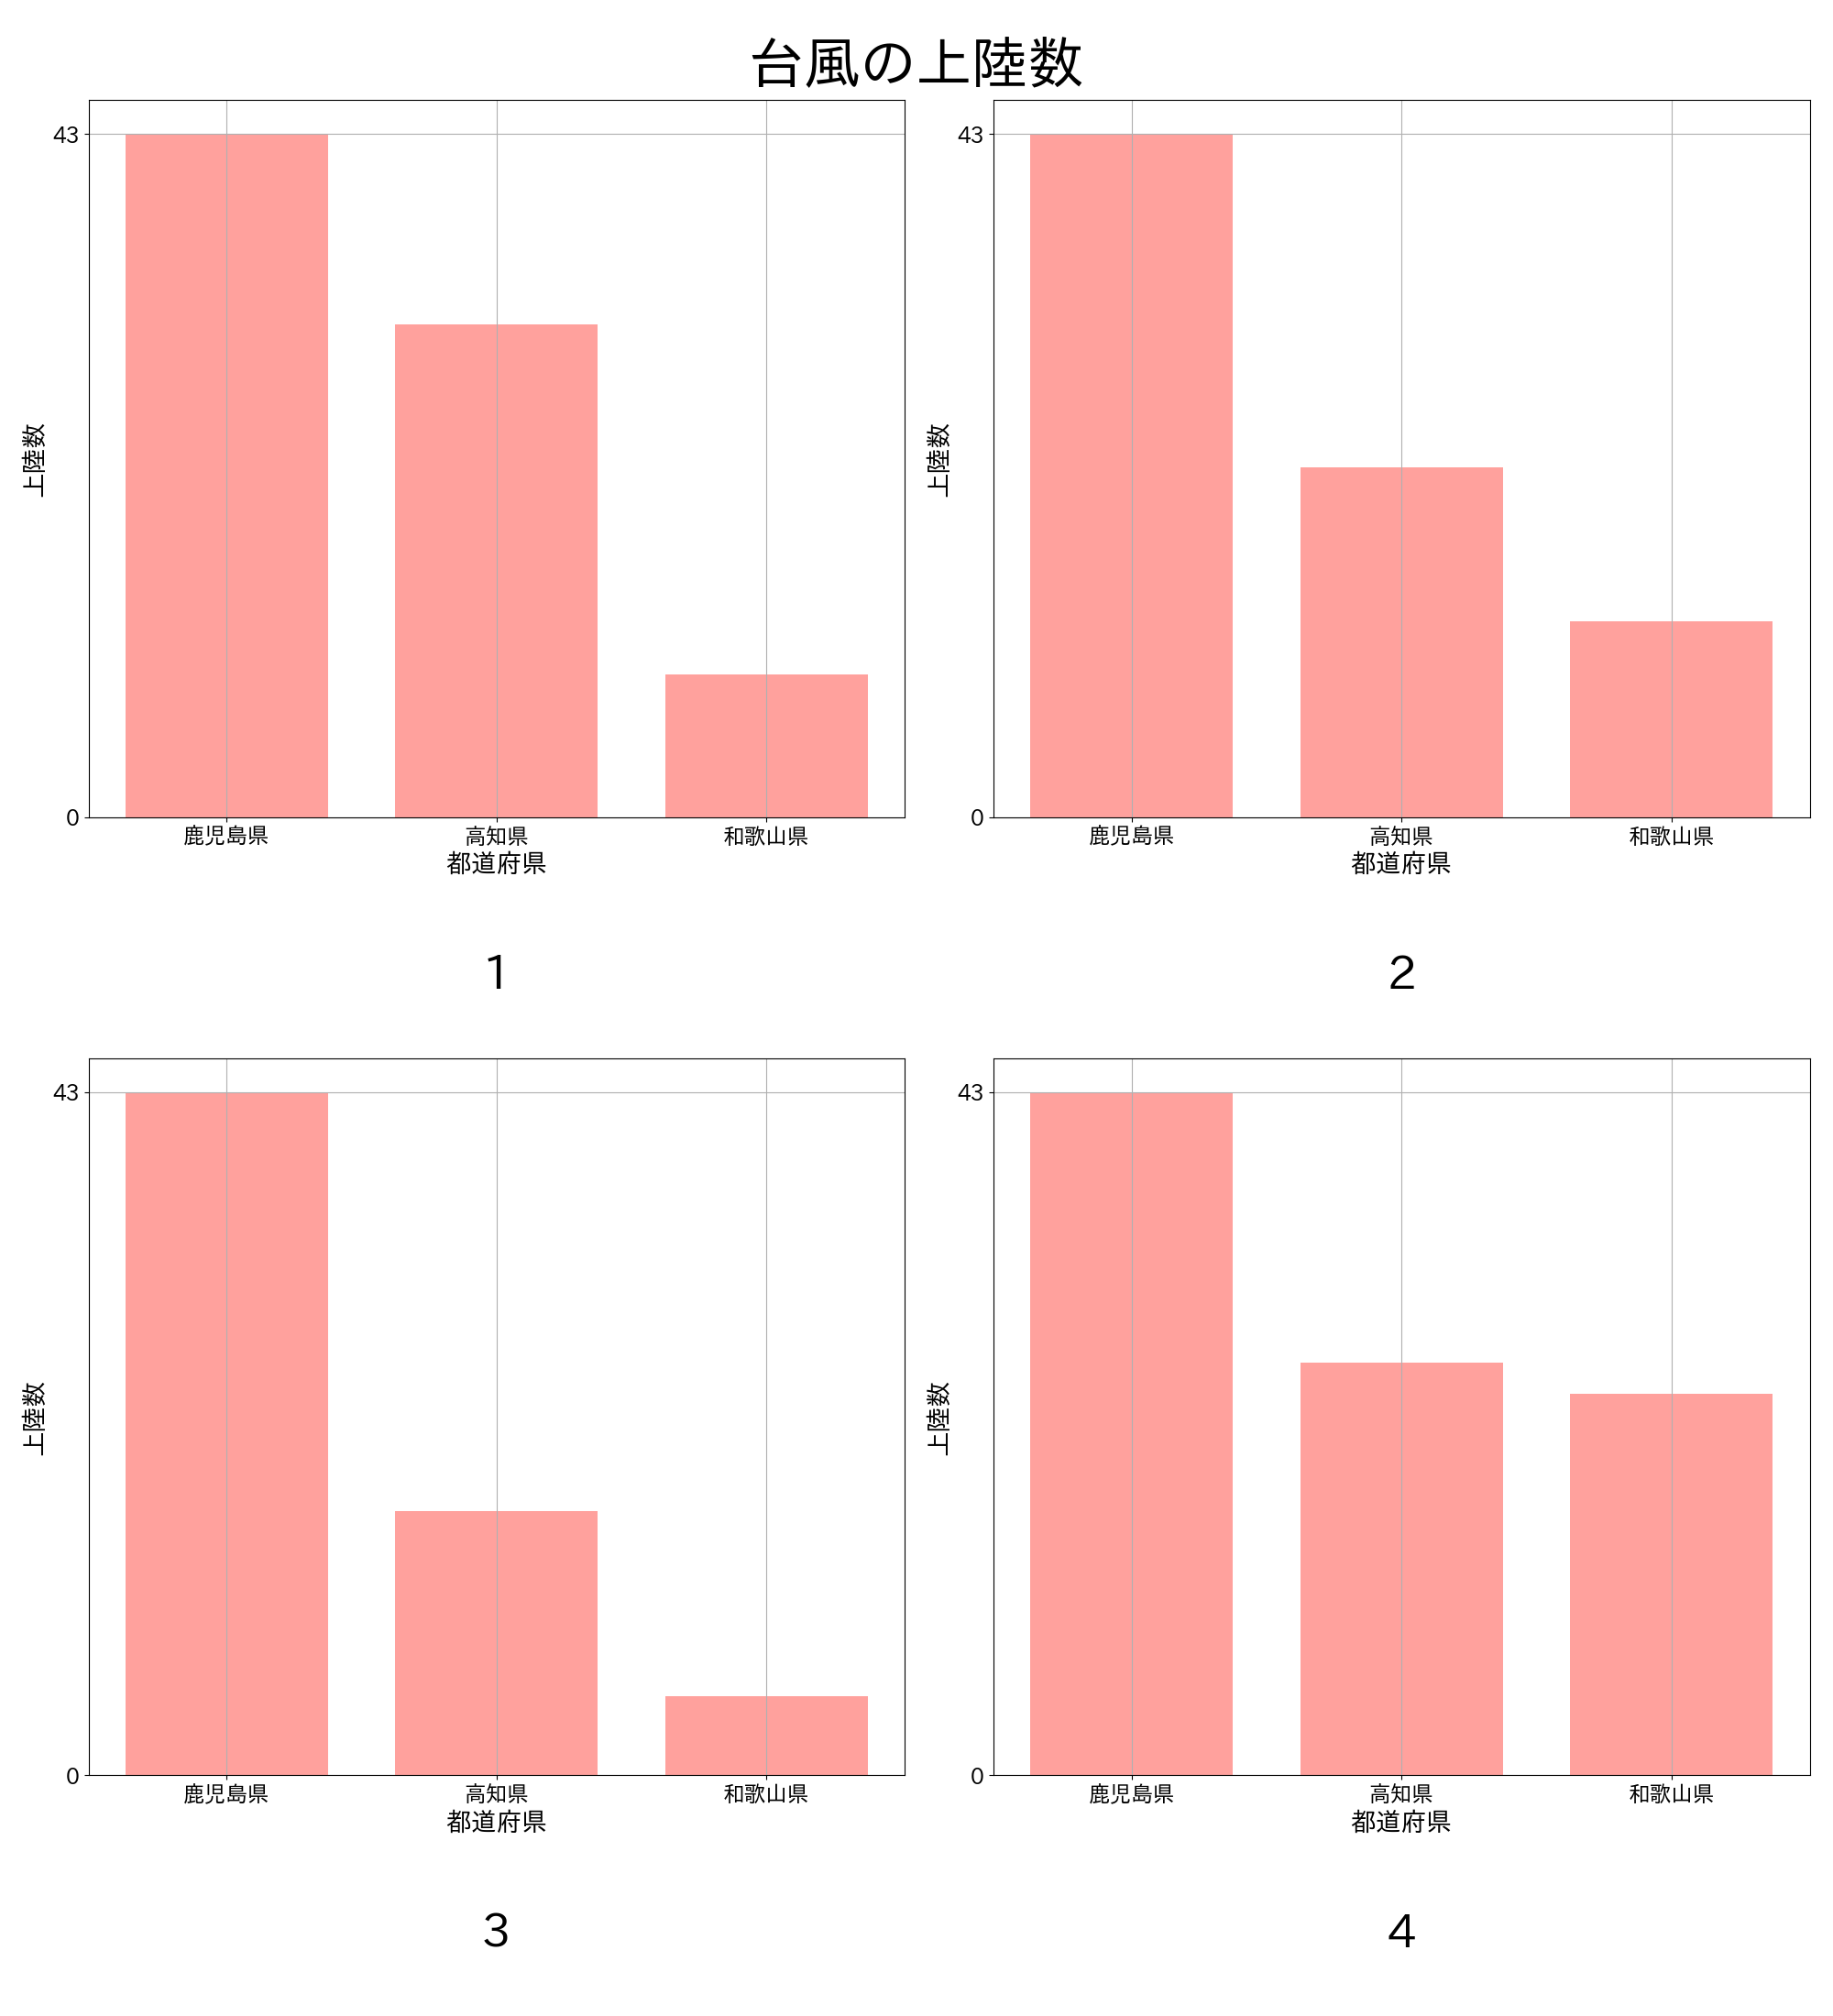 台風の上陸数
43
0
上陸数
鹿児島県 高知県 和歌山県
都道府県
1
43
0
上陸数
鹿児島県 高知県 和歌山県
都道府県
2
43
0
上陸数
鹿児島県 高知県 和歌山県
都道府県
3
43
0
上陸数
鹿児島県 高知県 和歌山県
都道府県
4